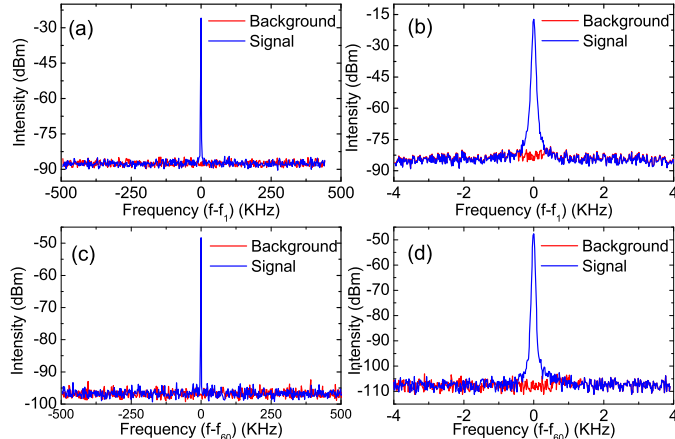 (a)
Background
Signal
Intensity (dBm)
-30
-45
-60
-75
-90
-500 -250 0 250 500
Frequency (f-f1) (KHz)
(b)
Background
Signal
Intensity (dBm)
-15
-30
-45
-60
-75
-90
-4 -2 0 2 4
Frequency (f-f1) (KHz)
(c)
Background
Signal
Intensity (dBm)
-50
-60
-70
-80
-90
-100
-500 -250 0 250 500
Frequency (f-f60) (KHz)
(d)
Background
Signal
Intensity (dBm)
-50
-60
-70
-80
-90
-100
-110
-4 -2 0 2 4
Frequency (f-f60) (KHz)